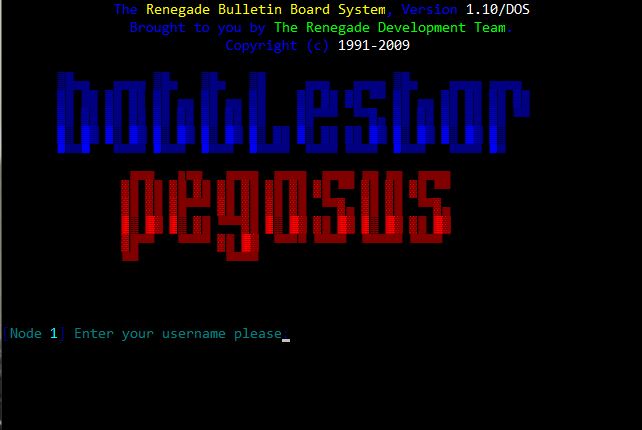 The Renegade Bulletin Board System, Version 1.10/DOS
Brought to you by The Renegade Development Team.
Copyright (c) 1991-2009
battlestar
pegasus
[Node 1] Enter your username please